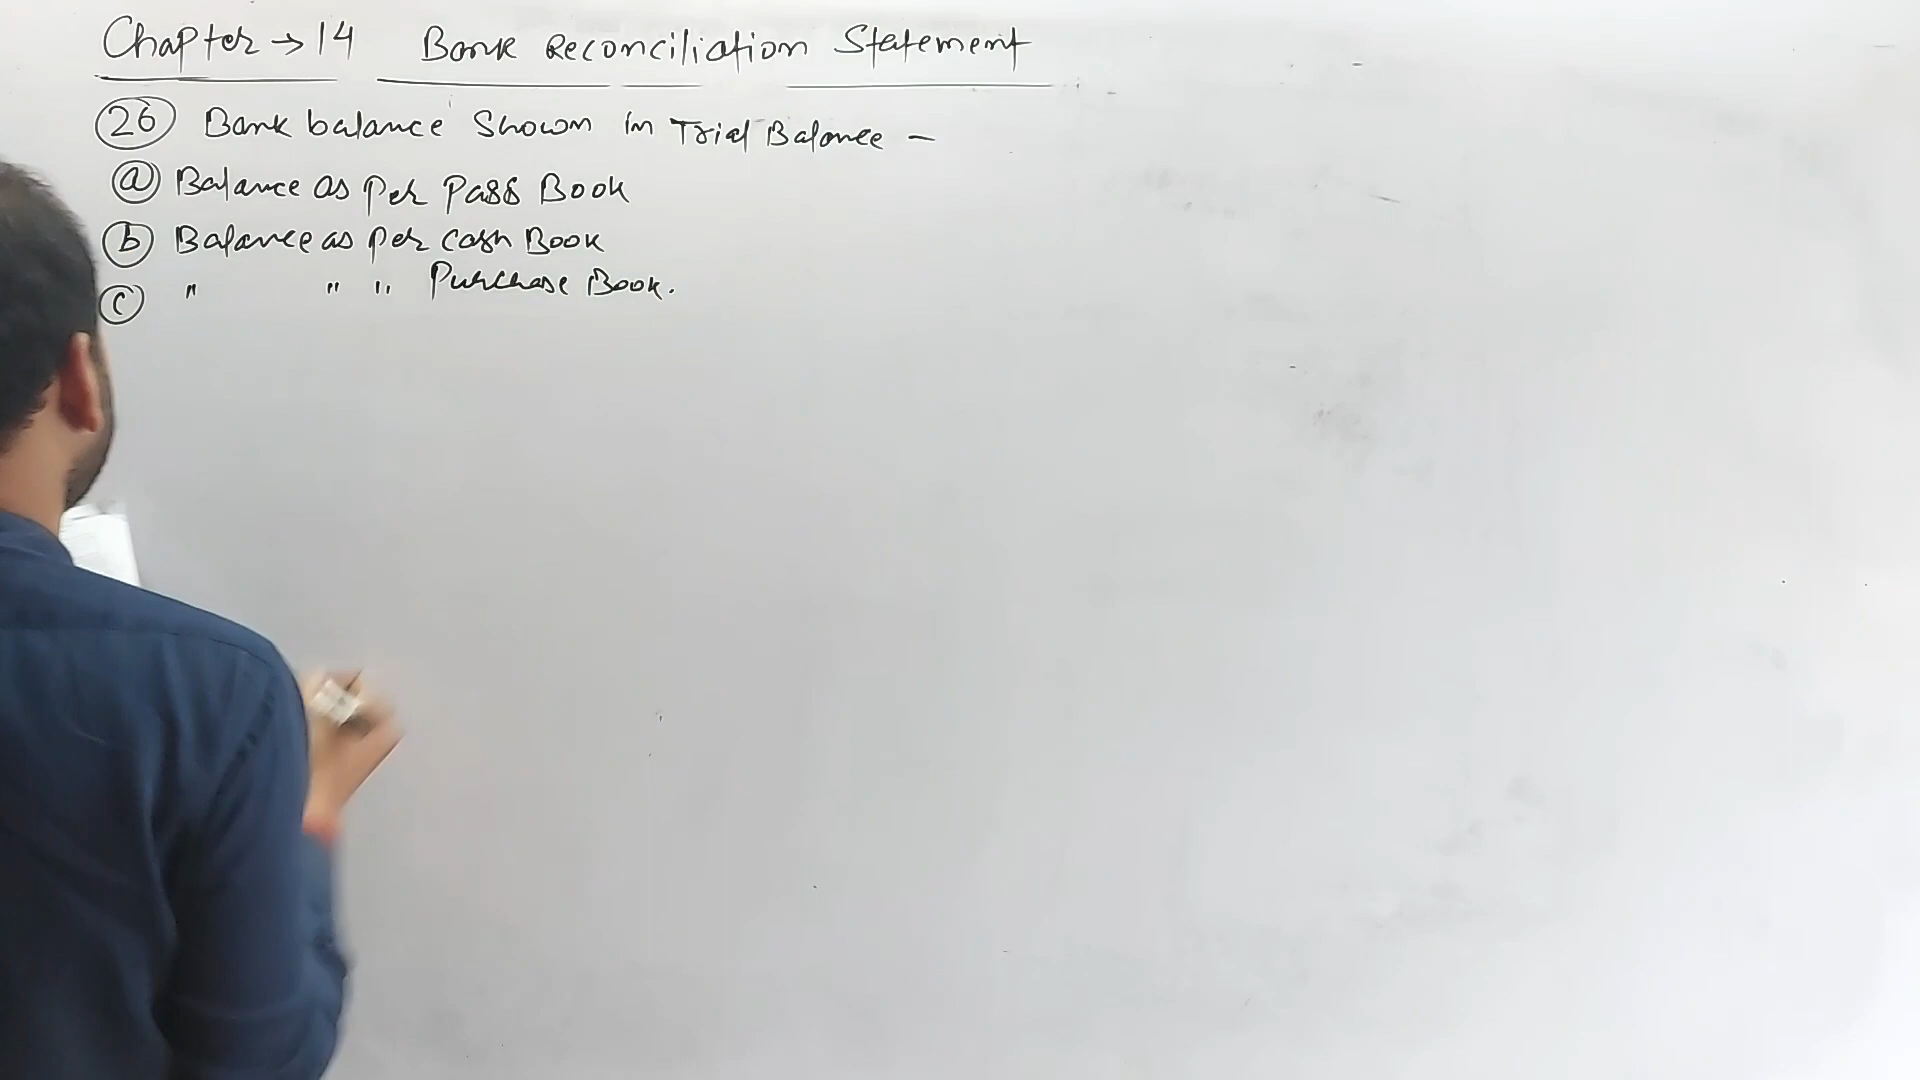 Chapter → 14 Bank Reconciliation Statement
26 Bank balance shown in Trial Balance –
a Balance as per Pass Book
b Balance as per Cash Book
c " " " Purchase Book.